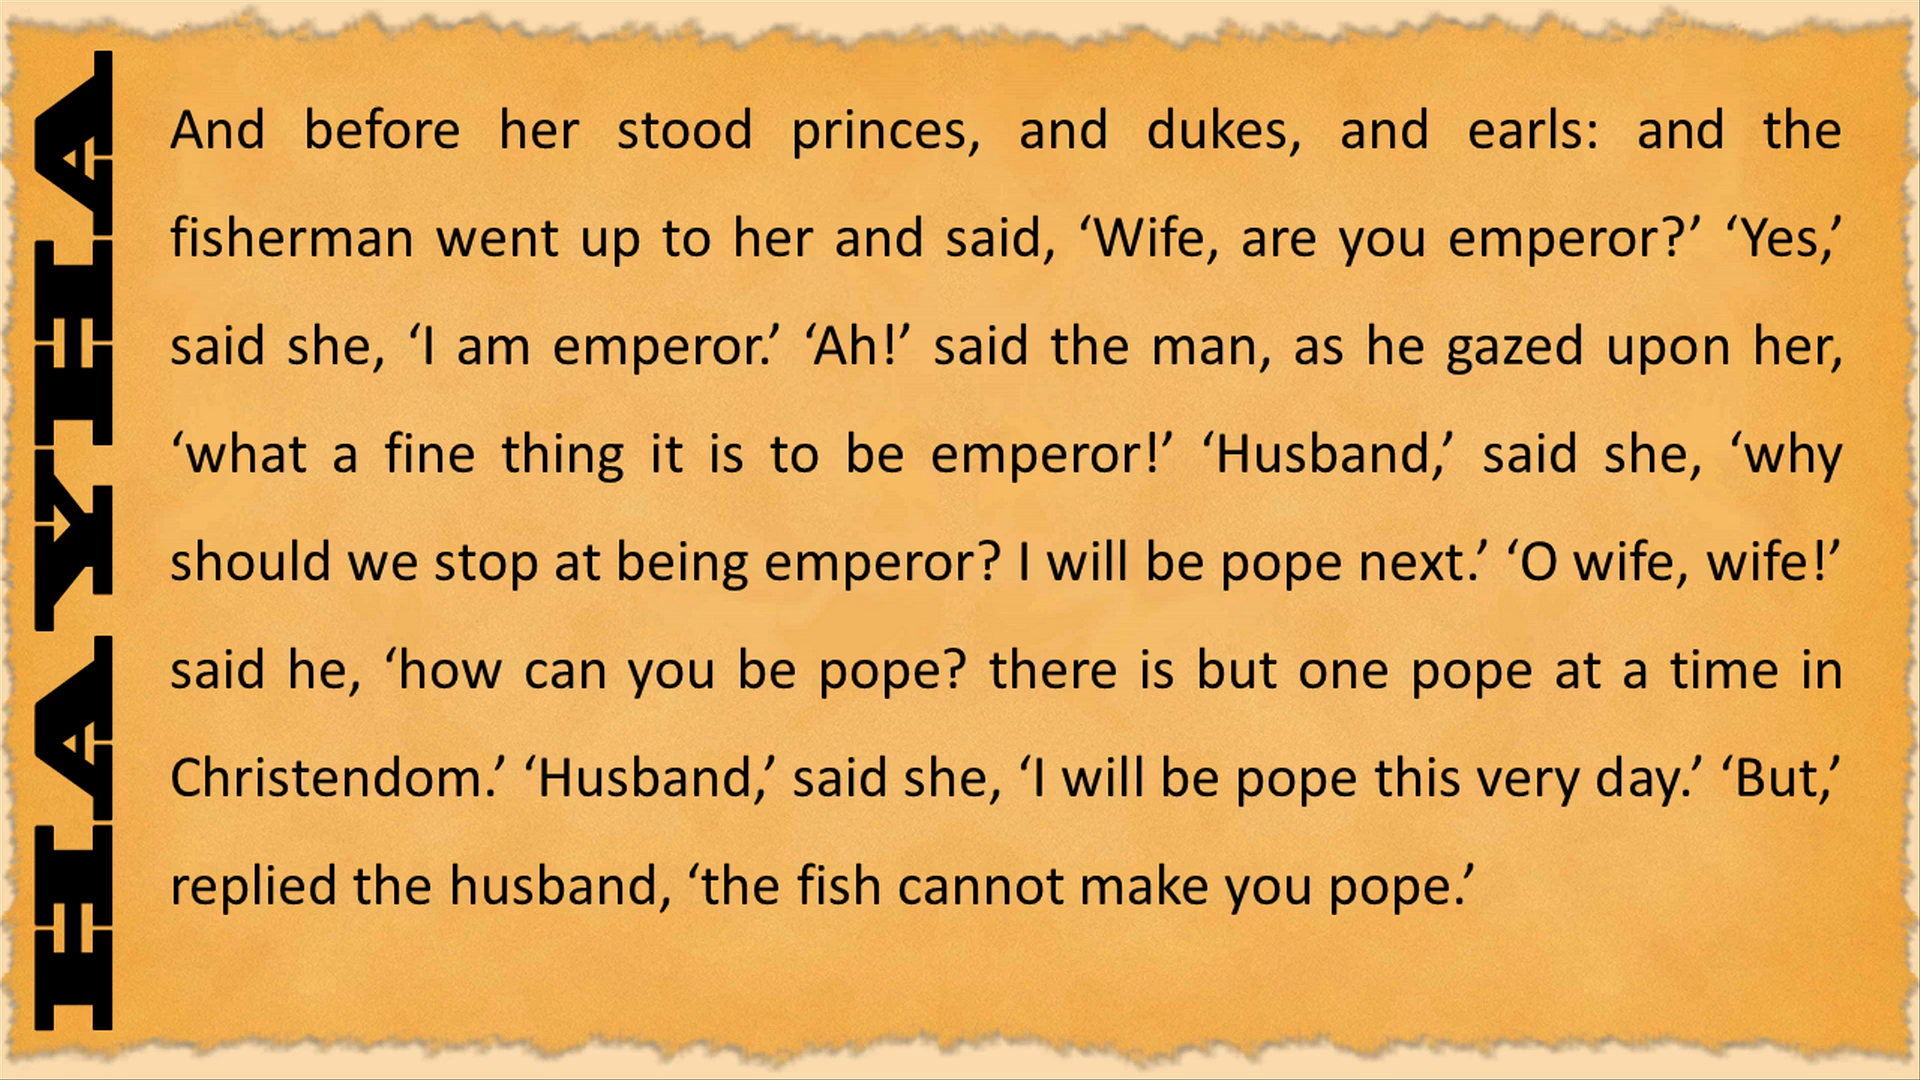 HAYHA
And before her stood princes, and dukes, and earls: and the
fisherman went up to her and said, ‘Wife, are you emperor?’ ‘Yes,’
said she, ‘I am emperor.’ ‘Ah!’ said the man, as he gazed upon her,
‘what a fine thing it is to be emperor!’ ‘Husband,’ said she, ‘why
should we stop at being emperor? I will be pope next.’ ‘O wife, wife!’
said he, ‘how can you be pope? there is but one pope at a time in
Christendom.’ ‘Husband,’ said she, ‘I will be pope this very day.’ ‘But,’
replied the husband, ‘the fish cannot make you pope.’